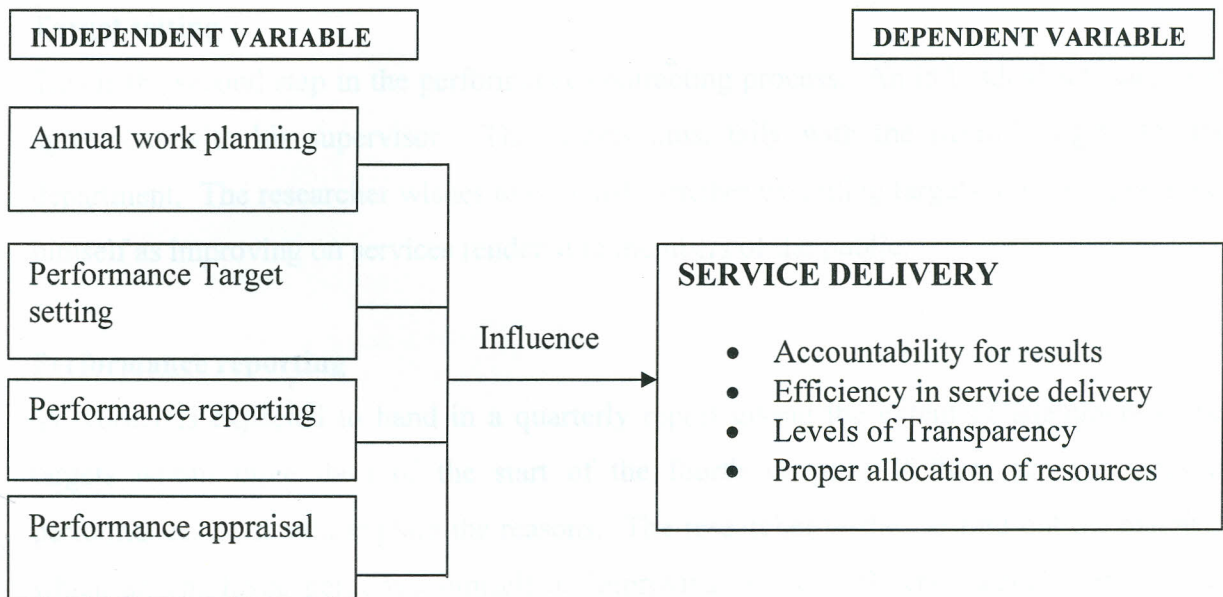 INDEPENDENT VARIABLE
DEPENDENT VARIABLE
Annual work planning
Performance Target
setting
Performance reporting
Performance appraisal
Influence
SERVICE DELIVERY
• Accountability for results
• Efficiency in service delivery
• Levels of Transparency
• Proper allocation of resources